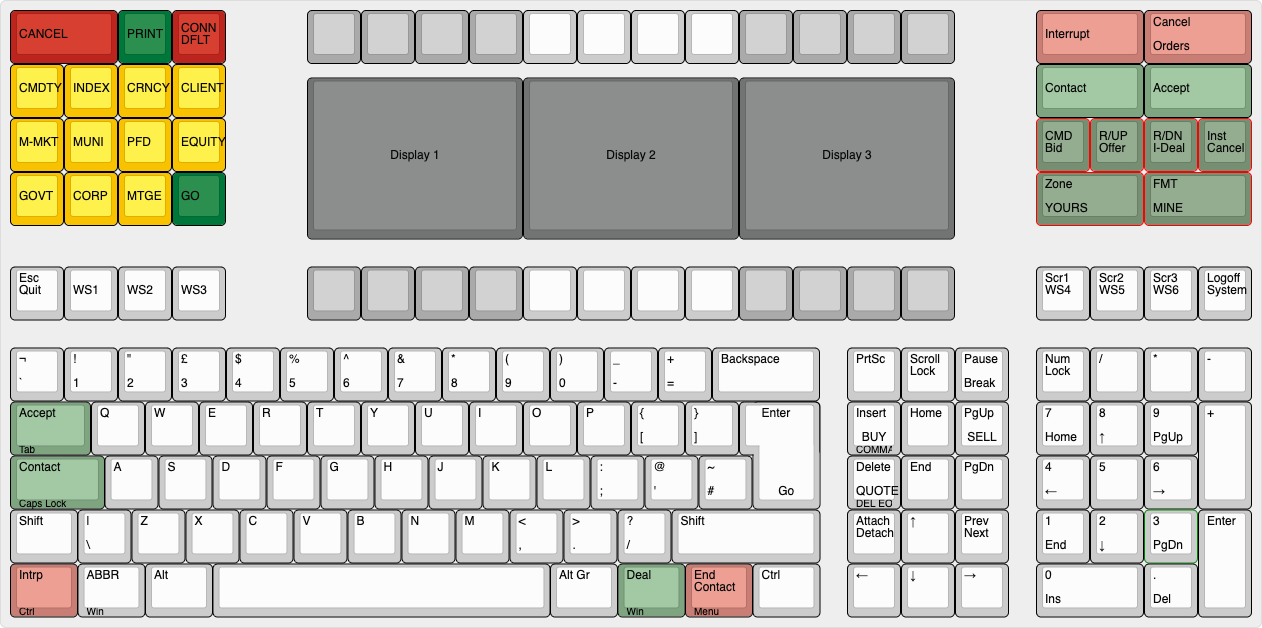 CANCEL
PRINT
CONN
DFLT
Interrupt
Cancel
Orders
CMDTY
INDEX
CRNCY
CLIENT
Contact
Accept
M-MKT
MUNI
PFD
EQUITY
Display 1
Display 2
Display 3
CMD
Bid
R/UP
Offer
R/DN
I-Deal
Inst
Cancel
GOVT
CORP
MTGE
GO
Zone
YOURS
FMT
MINE
Esc
Quit
WS1
WS2
WS3
Scr1
WS4
Scr2
WS5
Scr3
WS6
Logoff
System
¬
`
!
1
"
2
£
3
$
4
%
5
^
6
&
7
*
8
(
9
)
0
_
-
+
=
Backspace
PrtSc
Scroll
Lock
Pause
Break
Num
Lock
/
*
-
Accept
Tab
Q
W
E
R
T
Y
U
I
O
P
{
[
}
]
Enter
Go
Insert
BUY
COMMA
Home
PgUp
SELL
7
Home
8
↑
9
PgUp
+
Contact
Caps Lock
A
S
D
F
G
H
J
K
L
:
;
@
'
~
#
Delete
QUOTE
DEL EO
End
PgDn
4
←
5
6
→
Shift
|
\
Z
X
C
V
B
N
M
<
,
>
.
?
/
Shift
Attach
Detach
↑
Prev
Next
1
End
2
↓
3
PgDn
Enter
Intrp
Ctrl
ABBR
Win
Alt
Alt Gr
Deal
Win
End
Contact
Menu
Ctrl
←
↓
→
0
Ins
.
Del